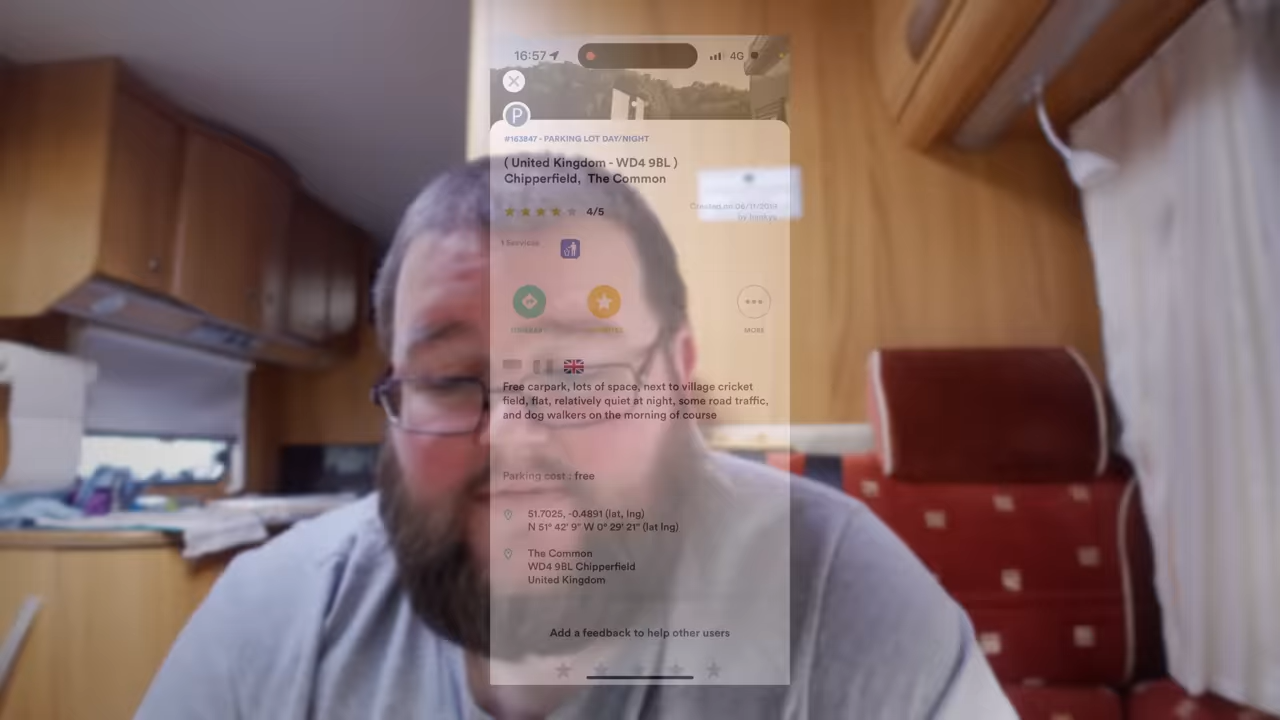 16:57
4G
P
#163847 - PARKING LOT DAY/NIGHT
( United Kingdom - WD4 9BL )
Chipperfield, The Common
4/5
1 Services
MORE
Free carpark, lots of space, next to village cricket
field, flat, relatively quiet at night, some road traffic,
and dog walkers on the morning of course
Parking cost : free
51.7025, -0.4891 (lat, lng)
N 51° 42' 9" W 0° 29' 21" (lat lng)
The Common
WD4 9BL Chipperfield
United Kingdom
Add a feedback to help other users